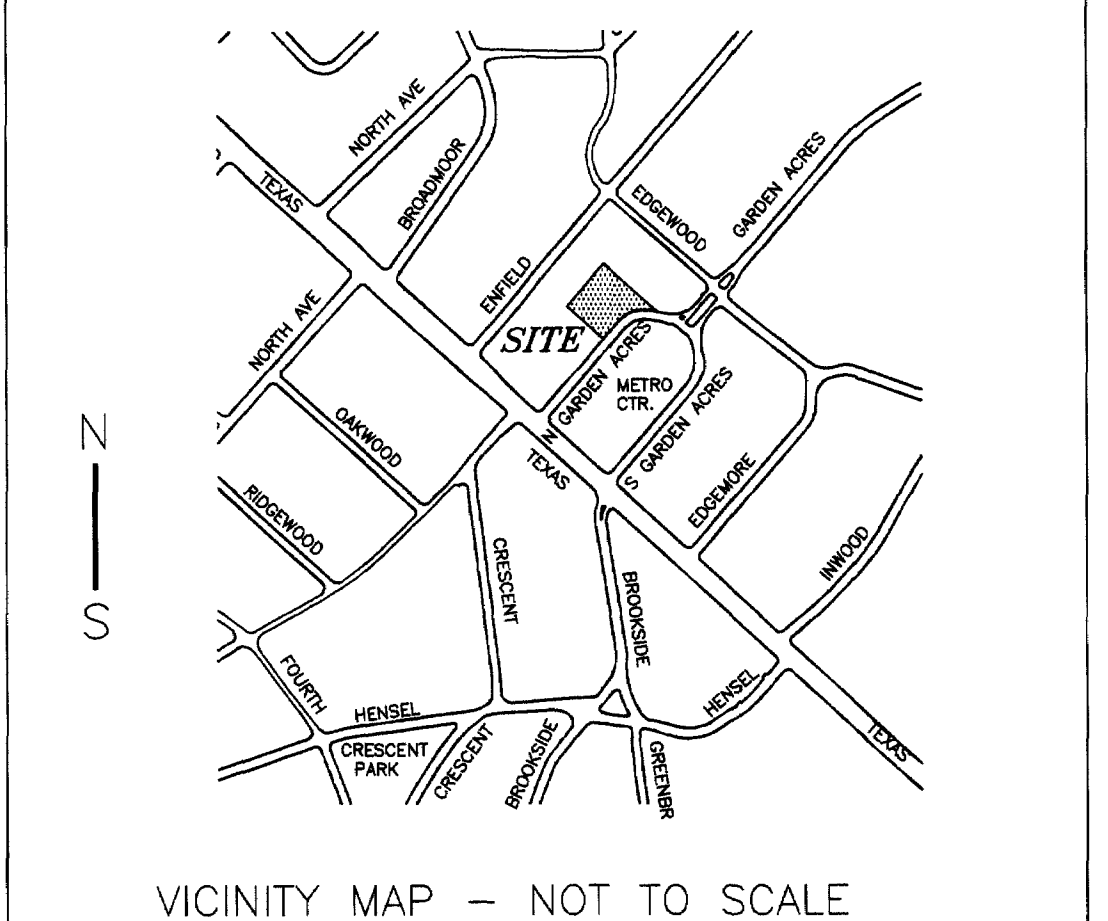 NORTH AVE
TEXAS
BROADMOOR
EDGEWOOD
GARDEN ACRES
ENFIELD
NORTH AVE
SITE
N GARDEN ACRES
METRO
CTR.
S GARDEN ACRES
OAKWOOD
TEXAS
EDGEMORE
RIDGEWOOD
INWOOD
CRESCENT
BROOKSIDE
N
S
FOURTH
HENSEL
HENSEL
CRESCENT
PARK
CRESCENT
BROOKSIDE
GREENBR
TEXAS
VICINITY MAP - NOT TO SCALE